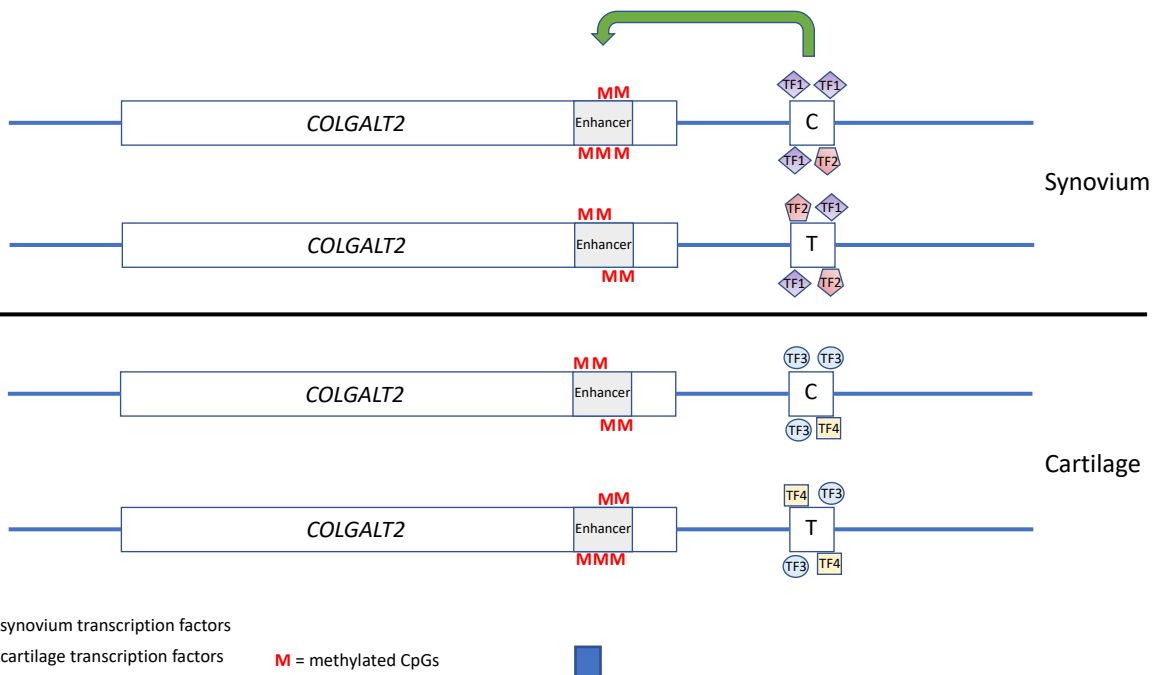 TF1 TF1
MM
COLGALT2 Enhancer C
MMM
TF1 TF2
Synovium
TF2 TF1
MM
COLGALT2 Enhancer T
MM
TF1 TF2
TF3 TF3
MM
COLGALT2 Enhancer C
MM
TF3 TF4
Cartilage
TF4 TF3
MM
COLGALT2 Enhancer T
MMM
TF3 TF4
synovium transcription factors
cartilage transcription factors
M = methylated CpGs